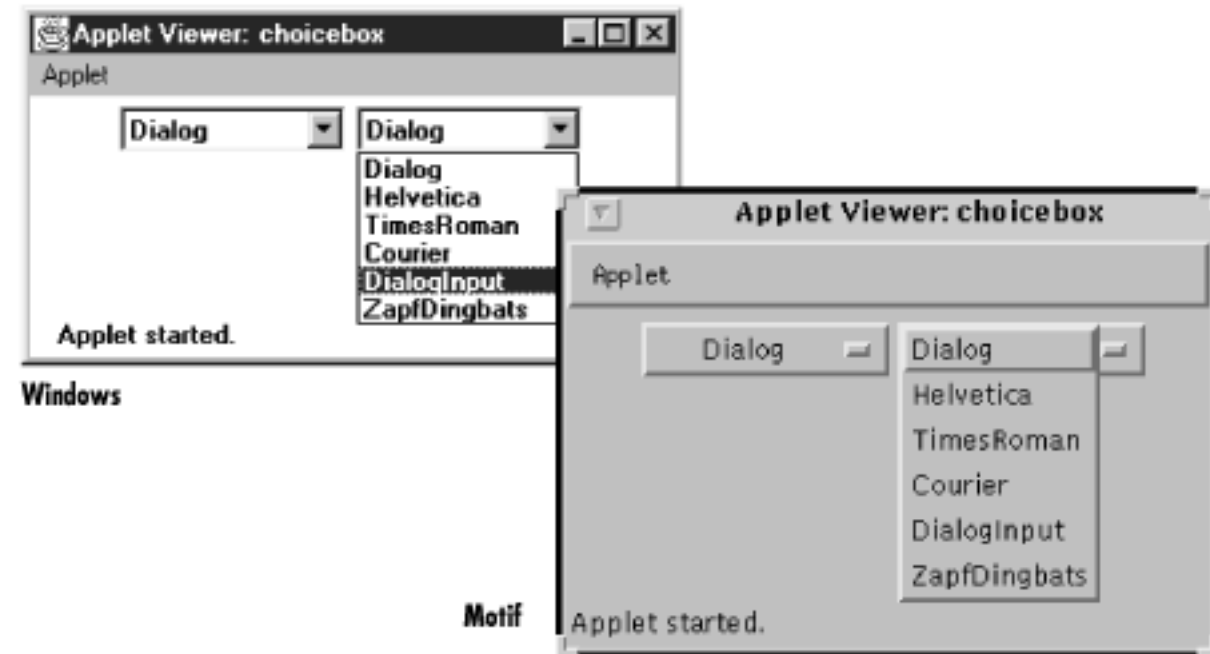 Applet Viewer: choicebox
Applet
Dialog
Dialog
Dialog
Helvetica
TimesRoman
Courier
DialogInput
ZapfDingbats
Applet started.
Windows
Applet Viewer: choicebox
Applet
Dialog
Dialog
Helvetica
TimesRoman
Courier
DialogInput
ZapfDingbats
Applet started.
Motif